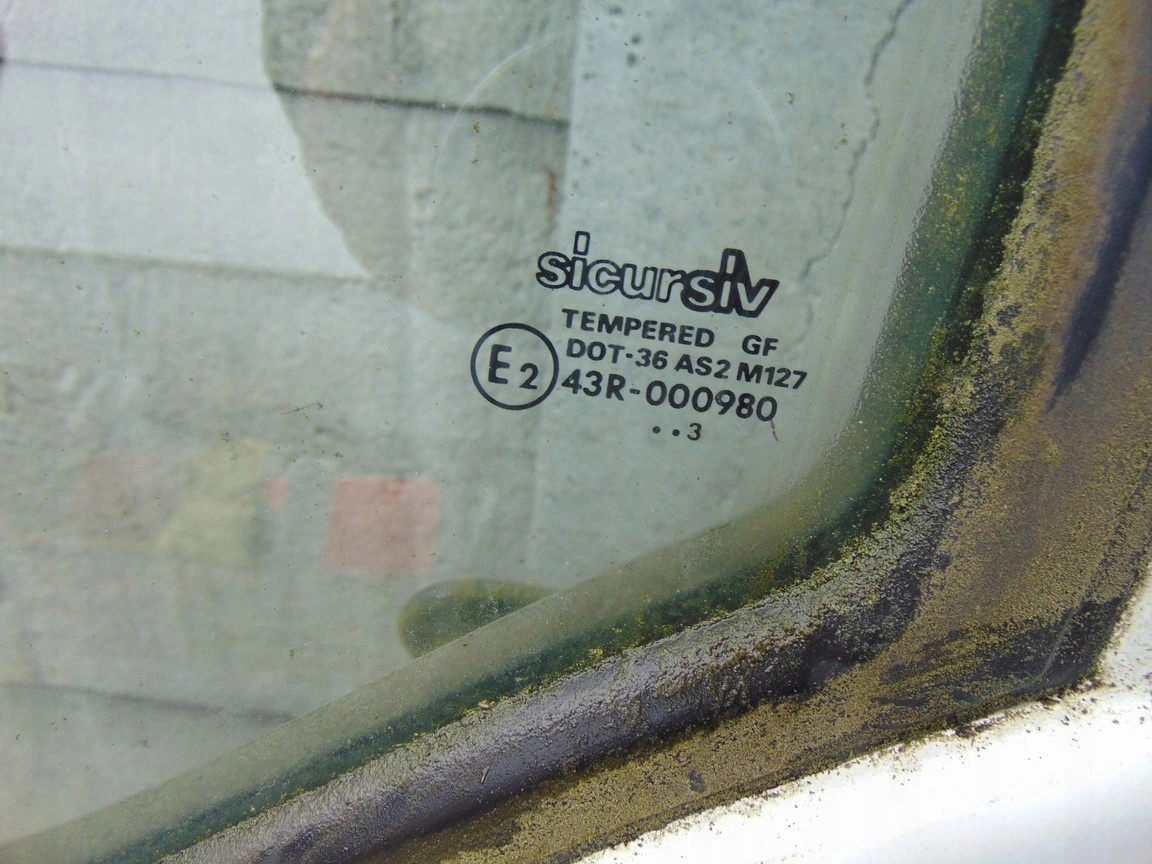 sicursiv
TEMPERED GF
DOT-36 AS2 M127
E2 43R-000980
..3